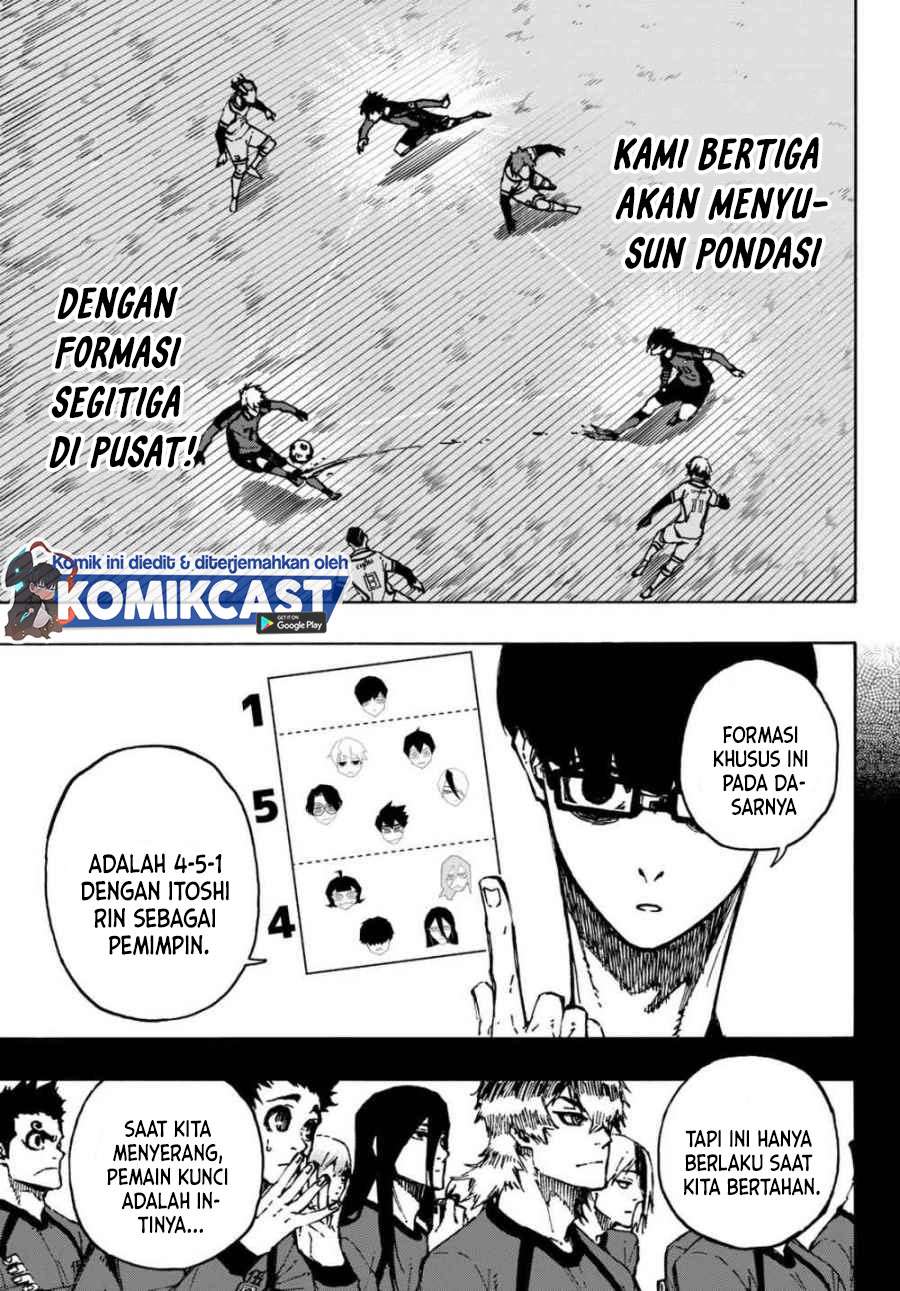 KAMI BERTIGA
AKAN MENYU-
SUN PONDASI
DENGAN
FORMASI
SEGITIGA
DI PUSAT!
Komik ini diedit & diterjemahkan oleh
KOMIKCAST
GET IT ON
Google Play
FORMASI
KHUSUS INI
PADA DA-
SARNYA
1
5
4
ADALAH 4-5-1
DENGAN ITOSHI
RIN SEBAGAI
PEMIMPIN.
TAPI INI HANYA
BERLAKU SAAT
KITA BERTAHAN.
SAAT KITA
MENYERANG,
PEMAIN KUNCI
ADALAH IN-
TINYA...